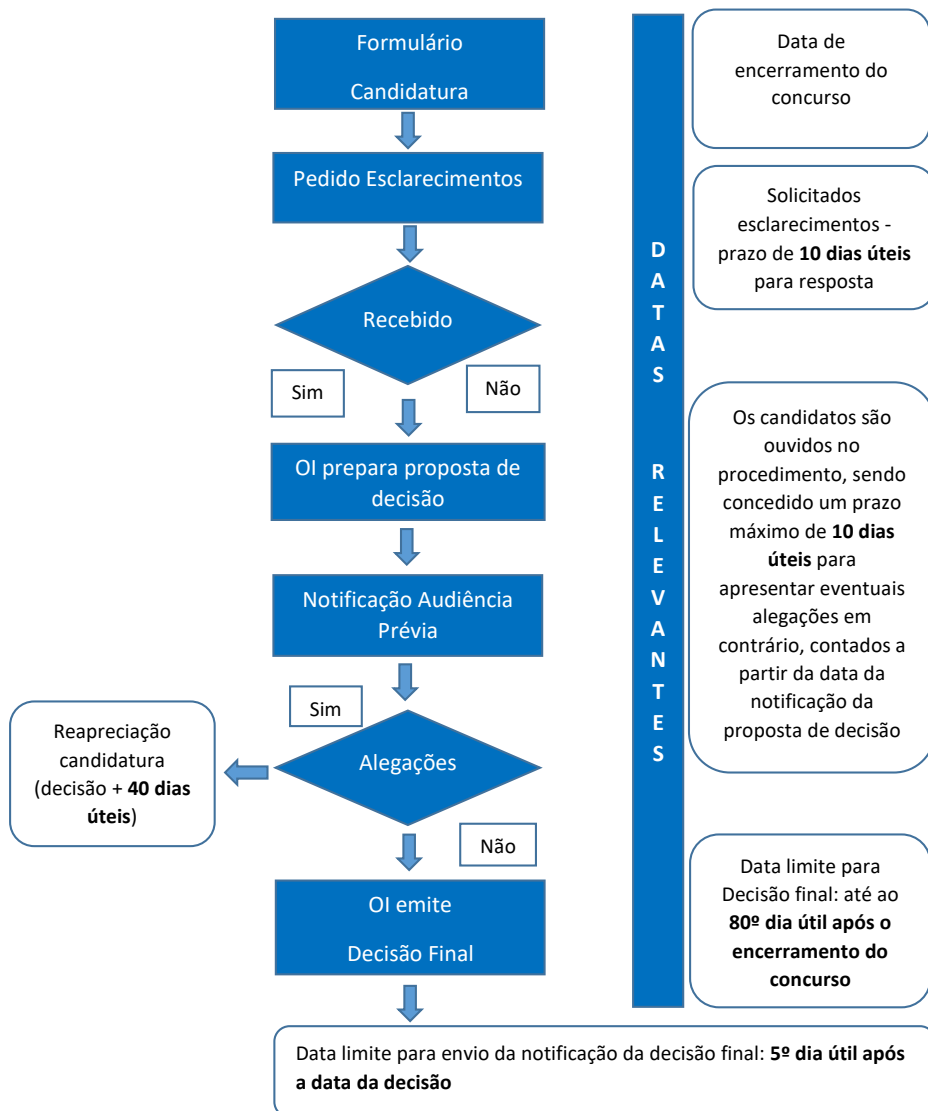 Formulário
Candidatura
Data de
encerramento do
concurso
Pedido Esclarecimentos
Solicitados
esclarecimentos -
prazo de 10 dias úteis
para resposta
Recebido
Sim
Não
OI prepara proposta de
decisão
Notificação Audiência
Prévia
DATAS RELEVANTES
Os candidatos são
ouvidos no
procedimento, sendo
concedido um prazo
máximo de 10 dias
úteis para
apresentar eventuais
alegações em
contrário, contados a
partir da data da
notificação da
proposta de decisão
Sim
Alegações
Reapreciação
candidatura
(decisão + 40 dias
úteis)
Não
OI emite
Decisão Final
Data limite para
Decisão final: até ao
80º dia útil após o
encerramento do
concurso
Data limite para envio da notificação da decisão final: 5º dia útil após
a data da decisão